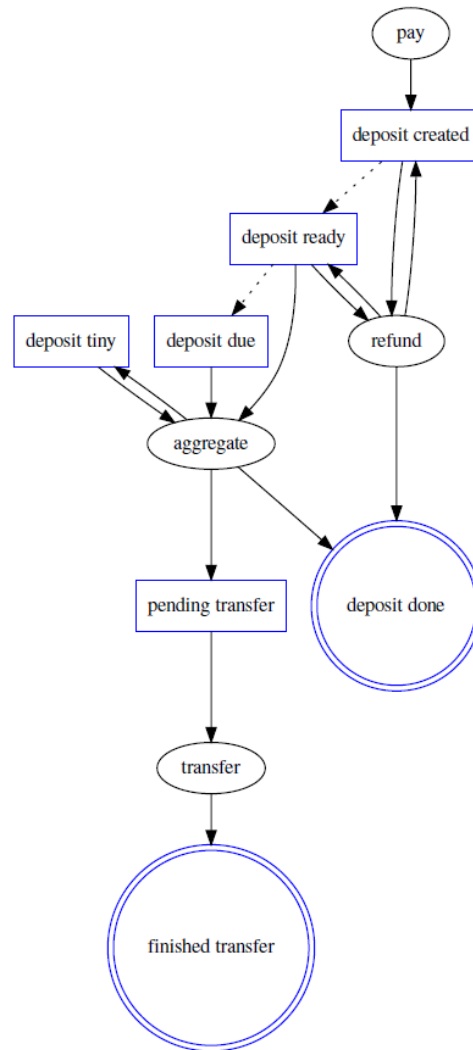 pay
deposit created
deposit ready
deposit tiny
deposit due
refund
aggregate
pending transfer
deposit done
transfer
finished transfer